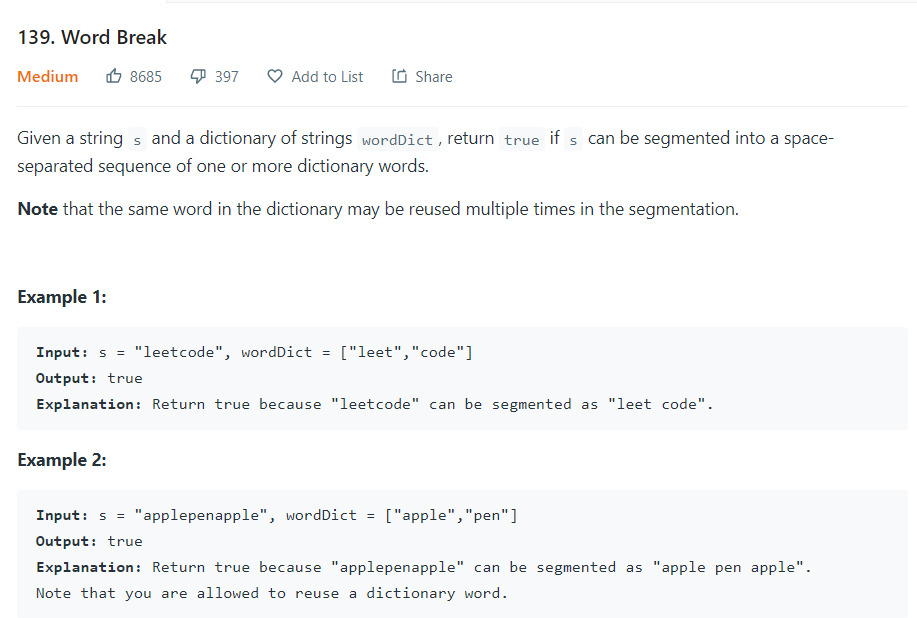 139. Word Break
Medium 8685 397 Add to List Share
Given a string s and a dictionary of strings wordDict, return true if s can be segmented into a space-
separated sequence of one or more dictionary words.
Note that the same word in the dictionary may be reused multiple times in the segmentation.
Example 1:
Input: s = "leetcode", wordDict = ["leet","code"]
Output: true
Explanation: Return true because "leetcode" can be segmented as "leet code".
Example 2:
Input: s = "applepenapple", wordDict = ["apple","pen"]
Output: true
Explanation: Return true because "applepenapple" can be segmented as "apple pen apple".
Note that you are allowed to reuse a dictionary word.